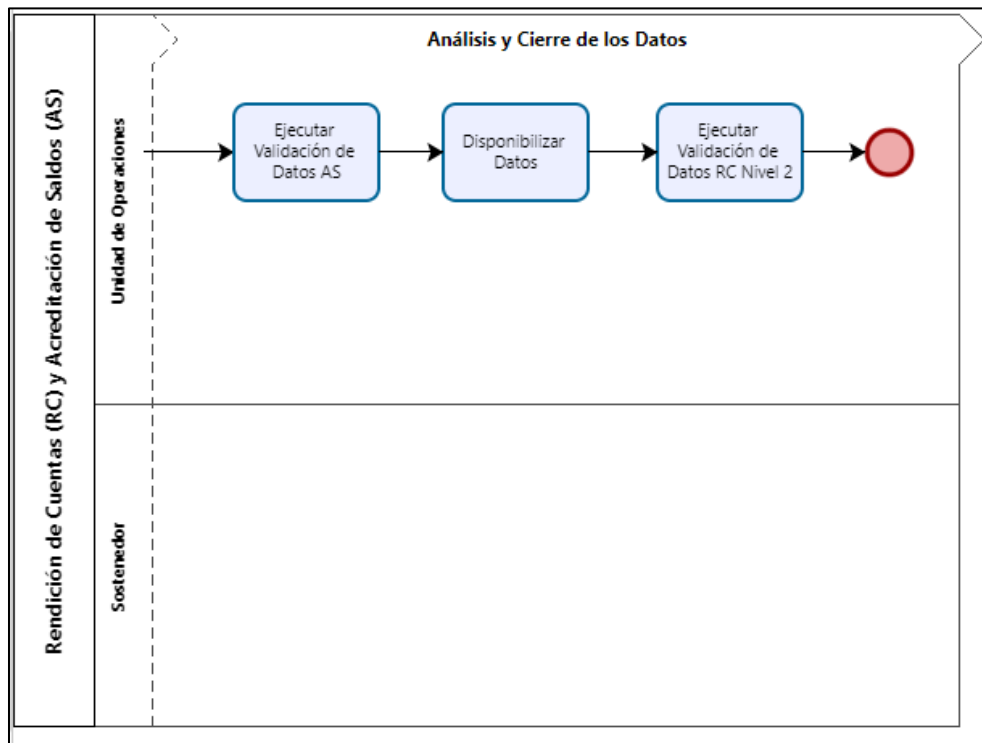 Rendición de Cuentas (RC) y Acreditación de Saldos (AS)
Análisis y Cierre de los Datos
Unidad de Operaciones
Ejecutar
Validación de
Datos AS
Disponibilizar
Datos
Ejecutar
Validación de
Datos RC Nivel 2
Sostenedor